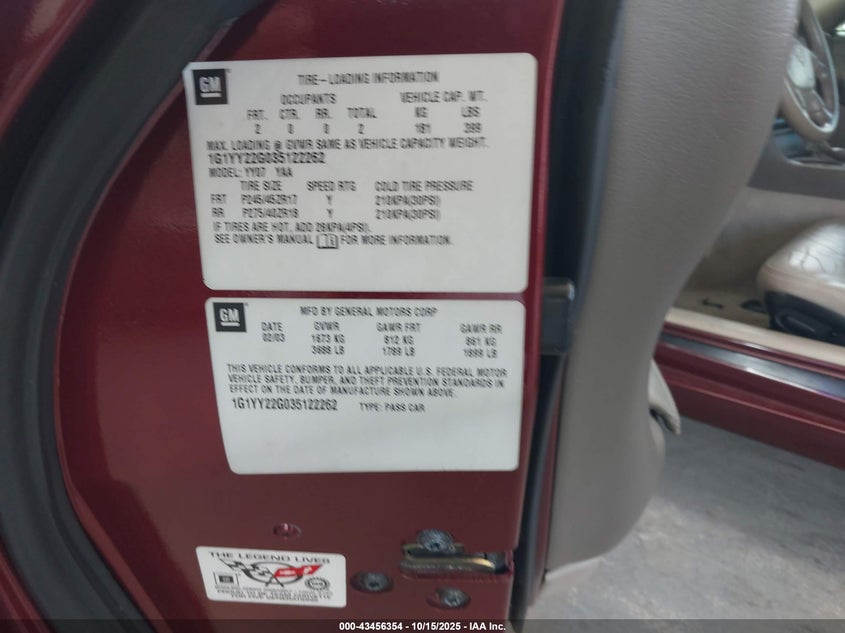 GM
TIRE-LOADING INFORMATION
OCCUPANTS VEHICLE CAP. WT.
FRT. CTR. RR. TOTAL KG LBS
2 0 0 2 181 399
MAX. LOADING @ GVWR SAME AS VEHICLE CAPACITY WEIGHT.
1G1YY22G035122262
MODEL: YY07 YAA
TIRE SIZE SPEED RTG COLD TIRE PRESSURE
FRT P245/45ZR17 Y 210KPA(30PSI)
RR P275/40ZR18 Y 210KPA(30PSI)
IF TIRES ARE HOT, ADD 28KPA(4PSI).
SEE OWNER'S MANUAL FOR MORE INFORMATION.
GM
MFD BY GENERAL MOTORS CORP
DATE GVWR GAWR FRT GAWR RR
02/03 1673 KG 812 KG 861 KG
3688 LB 1789 LB 1899 LB
THIS VEHICLE CONFORMS TO ALL APPLICABLE U.S. FEDERAL MOTOR
VEHICLE SAFETY, BUMPER, AND THEFT PREVENTION STANDARDS IN
EFFECT ON THE DATE OF MANUFACTURE SHOWN ABOVE.
1G1YY22G035122262 TYPE: PASS CAR
THE LEGEND LIVES
000-43456354 - 10/15/2025 - IAA Inc.